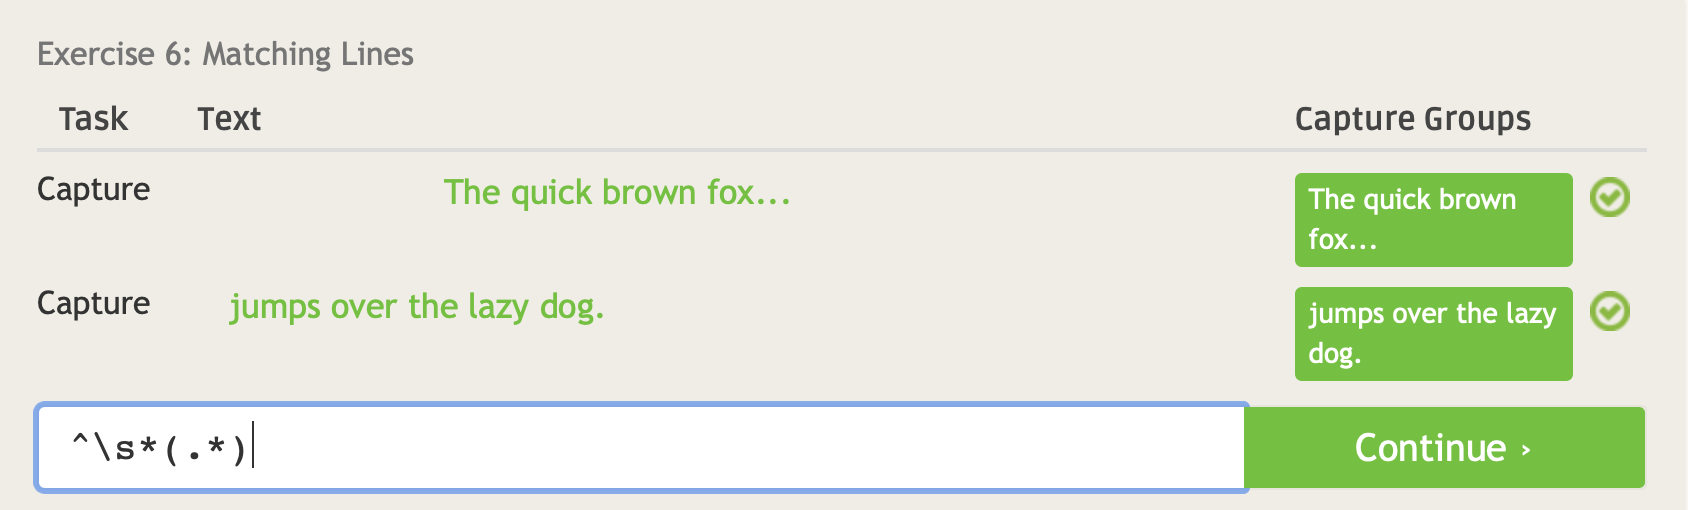 Exercise 6: Matching Lines
Task Text Capture Groups
Capture The quick brown fox... The quick brown
fox...
Capture jumps over the lazy dog. jumps over the lazy
dog.
^\s*(.*) Continue ›